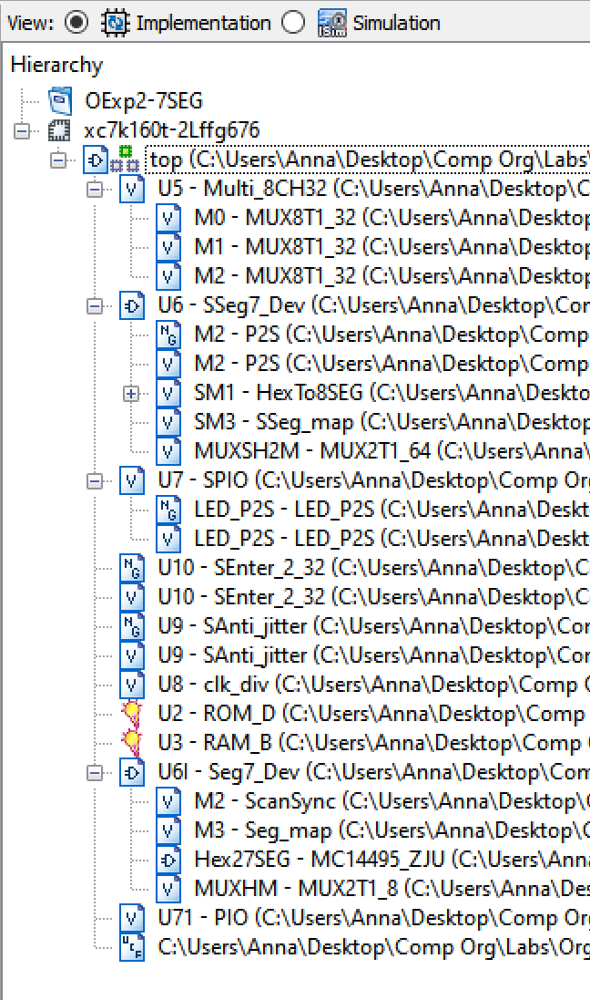 View: Implementation Simulation
Hierarchy
OExp2-7SEG
xc7k160t-2Lffg676
top (C:\Users\Anna\Desktop\Comp Org\Labs\
U5 - Multi_8CH32 (C:\Users\Anna\Desktop\C
M0 - MUX8T1_32 (C:\Users\Anna\Desktop
M1 - MUX8T1_32 (C:\Users\Anna\Desktop
M2 - MUX8T1_32 (C:\Users\Anna\Desktop
U6 - SSeg7_Dev (C:\Users\Anna\Desktop\Cor
M2 - P2S (C:\Users\Anna\Desktop\Comp
M2 - P2S (C:\Users\Anna\Desktop\Comp
SM1 - HexTo8SEG (C:\Users\Anna\Deskto
SM3 - SSeg_map (C:\Users\Anna\Desktop
MUXSH2M - MUX2T1_64 (C:\Users\Anna\
U7 - SPIO (C:\Users\Anna\Desktop\Comp Org
LED_P2S - LED_P2S (C:\Users\Anna\Deskt
LED_P2S - LED_P2S (C:\Users\Anna\Deskt
U10 - SEnter_2_32 (C:\Users\Anna\Desktop\C
U10 - SEnter_2_32 (C:\Users\Anna\Desktop\C
U9 - SAnti_jitter (C:\Users\Anna\Desktop\Cor
U9 - SAnti_jitter (C:\Users\Anna\Desktop\Cor
U8 - clk_div (C:\Users\Anna\Desktop\Comp O
U2 - ROM_D (C:\Users\Anna\Desktop\Comp
U3 - RAM_B (C:\Users\Anna\Desktop\Comp
U6I - Seg7_Dev (C:\Users\Anna\Desktop\Com
M2 - ScanSync (C:\Users\Anna\Desktop\C
M3 - Seg_map (C:\Users\Anna\Desktop\C
Hex27SEG - MC14495_ZJU (C:\Users\Anna
MUXHM - MUX2T1_8 (C:\Users\Anna\Des
U71 - PIO (C:\Users\Anna\Desktop\Comp Org
C:\Users\Anna\Desktop\Comp Org\Labs\Org